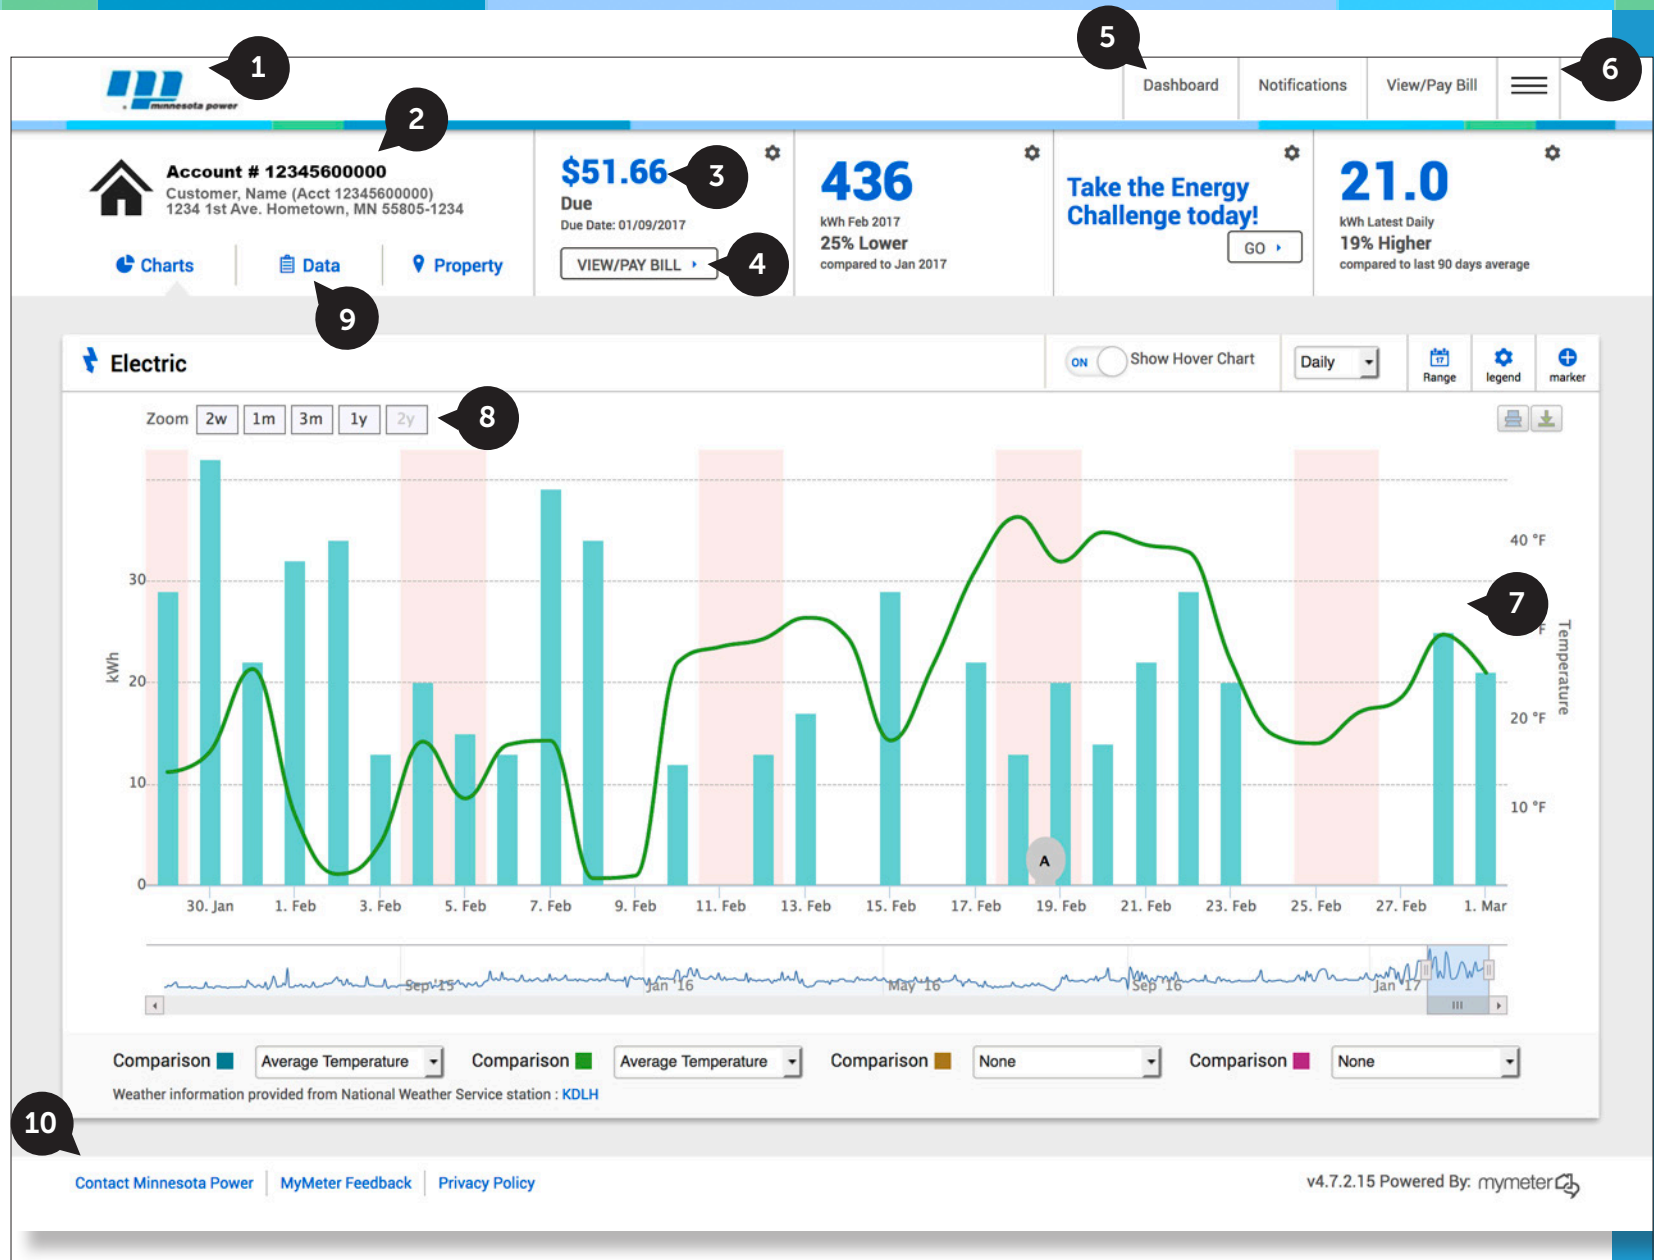 5
1
6
minnesota power
Dashboard
Notifications
View/Pay Bill
2
Account # 12345600000
Customer, Name (Acct 12345600000)
1234 1st Ave. Hometown, MN 55805-1234
Charts
Data
Property
9
$51.66
3
Due
Due Date: 01/09/2017
VIEW/PAY BILL
4
436
kWh Feb 2017
25% Lower
compared to Jan 2017
Take the Energy
Challenge today!
GO
21.0
kWh Latest Daily
19% Higher
compared to last 90 days average
Electric
ON
Show Hover Chart
Daily
17
Range
legend
marker
Zoom
2w
1m
3m
1y
2y
8
40 °F
30
7
F
kWh
Temperature
20
20 °F
10
10 °F
A
0
30. Jan
1. Feb
3. Feb
5. Feb
7. Feb
9. Feb
11. Feb
13. Feb
15. Feb
17. Feb
19. Feb
21. Feb
23. Feb
25. Feb
27. Feb
1. Mar
Sep '15
Jan '16
May '16
Sep '16
Jan '17
Comparison
Average Temperature
Comparison
Average Temperature
Comparison
None
Comparison
None
Weather information provided from National Weather Service station : KDLH
10
Contact Minnesota Power
MyMeter Feedback
Privacy Policy
v4.7.2.15 Powered By: mymeter